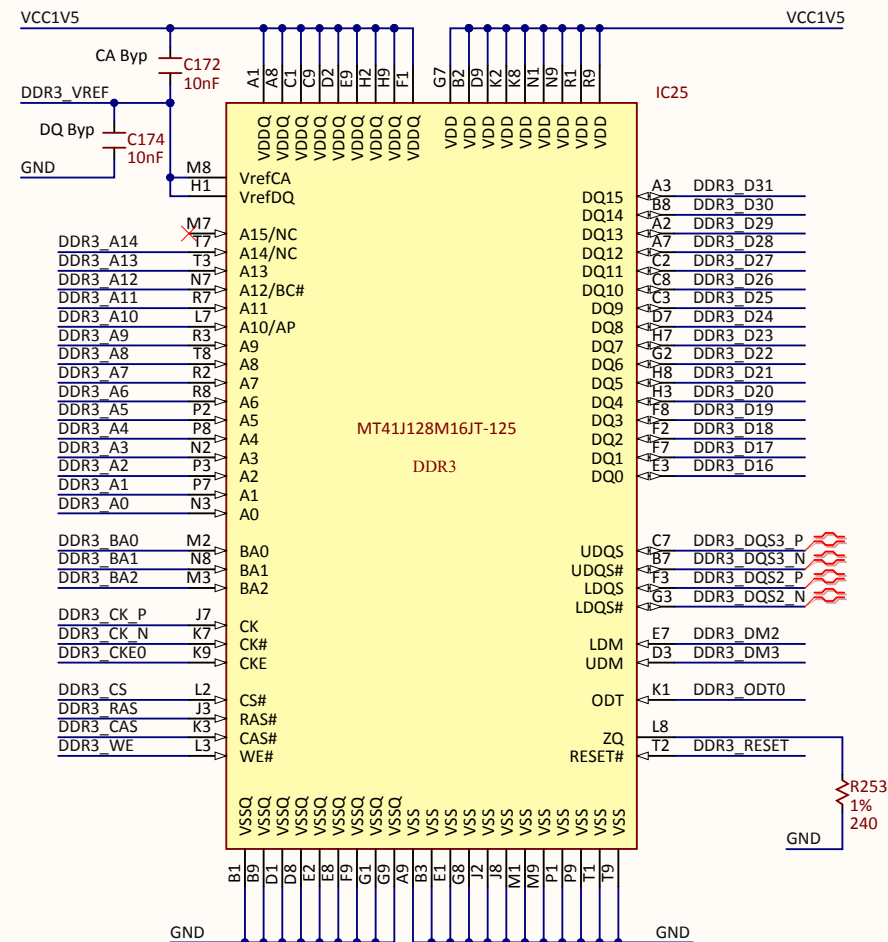 VCC1V5
VCC1V5
CA Byp
C172
10nF
DDR3_VREF
DQ Byp
C174
10nF
GND
A1 A8 C1 C9 D2 E9 H2 H9 F1
G7 B2 D9 K2 K8 N1 N9 R1 R9
IC25
VDDQ VDDQ VDDQ VDDQ VDDQ VDDQ VDDQ VDDQ VDDQ
VDD VDD VDD VDD VDD VDD VDD VDD VDD
M8 VrefCA
H1 VrefDQ
M7 A15/NC
DDR3_A14 T7 A14/NC
DDR3_A13 T3 A13
DDR3_A12 N7 A12/BC#
DDR3_A11 R7 A11
DDR3_A10 L7 A10/AP
DDR3_A9 R3 A9
DDR3_A8 T8 A8
DDR3_A7 R2 A7
DDR3_A6 R8 A6
DDR3_A5 P2 A5
DDR3_A4 P8 A4
DDR3_A3 N2 A3
DDR3_A2 P3 A2
DDR3_A1 P7 A1
DDR3_A0 N3 A0
DDR3_BA0 M2 BA0
DDR3_BA1 N8 BA1
DDR3_BA2 M3 BA2
DDR3_CK_P J7 CK
DDR3_CK_N K7 CK#
DDR3_CKE0 K9 CKE
DDR3_CS L2 CS#
DDR3_RAS J3 RAS#
DDR3_CAS K3 CAS#
DDR3_WE L3 WE#
MT41J128M16JT-125
DDR3
DQ15 A3 DDR3_D31
DQ14 B8 DDR3_D30
DQ13 A2 DDR3_D29
DQ12 A7 DDR3_D28
DQ11 C2 DDR3_D27
DQ10 C8 DDR3_D26
DQ9 C3 DDR3_D25
DQ8 D7 DDR3_D24
DQ7 H7 DDR3_D23
DQ6 G2 DDR3_D22
DQ5 H8 DDR3_D21
DQ4 H3 DDR3_D20
DQ3 F8 DDR3_D19
DQ2 F2 DDR3_D18
DQ1 F7 DDR3_D17
DQ0 E3 DDR3_D16
UDQS C7 DDR3_DQS3_P
UDQS# B7 DDR3_DQS3_N
LDQS F3 DDR3_DQS2_P
LDQS# G3 DDR3_DQS2_N
LDM E7 DDR3_DM2
UDM D3 DDR3_DM3
ODT K1 DDR3_ODT0
ZQ L8
RESET# T2 DDR3_RESET
R253
1%
240
GND
VSSQ VSSQ VSSQ VSSQ VSSQ VSSQ VSSQ VSSQ VSSQ
VSS VSS VSS VSS VSS VSS VSS VSS VSS VSS VSS VSS
B1 B9 D1 D8 E2 E8 F9 G1 G9
A9 B3 E1 G8 J2 J8 M1 M9 P1 P9 T1 T9
GND
GND